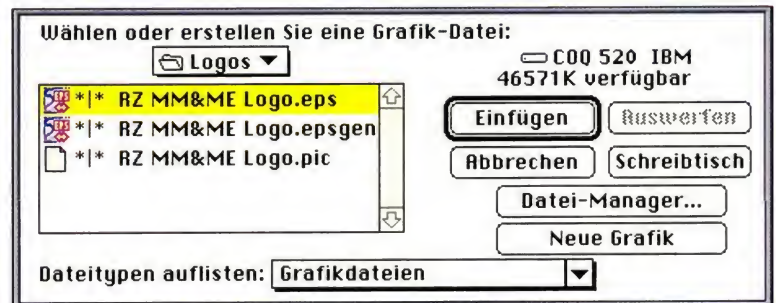 Wählen oder erstellen Sie eine Grafik-Datei:
Logos
COQ 520 IBM
46571K verfügbar
*|* RZ MM&ME Logo.eps
*|* RZ MM&ME Logo.epsgen
*|* RZ MM&ME Logo.pic
Einfügen
Auswerfen
Abbrechen
Schreibtisch
Datei-Manager...
Neue Grafik
Dateitypen auflisten: Grafikdateien